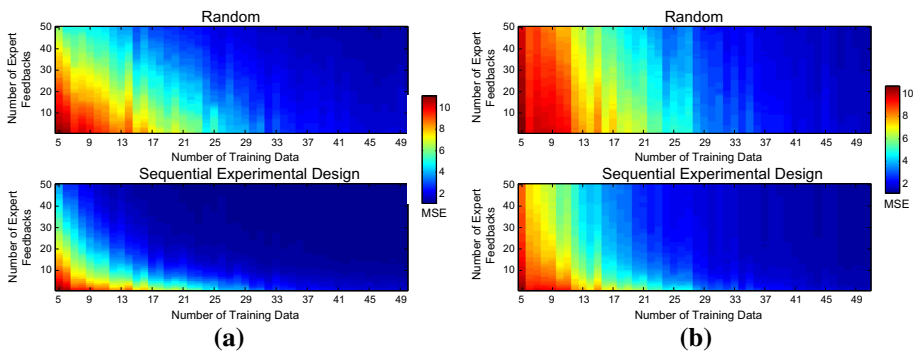 Random
50
40
30
20
10
Number of Expert
Feedbacks
5 9 13 17 21 25 29 33 37 41 45 49
Number of Training Data
Sequential Experimental Design
50
40
30
20
10
Number of Expert
Feedbacks
5 9 13 17 21 25 29 33 37 41 45 49
Number of Training Data
10
8
6
4
2
MSE
(a)
Random
50
40
30
20
10
Number of Expert
Feedbacks
5 9 13 17 21 25 29 33 37 41 45 49
Number of Training Data
Sequential Experimental Design
50
40
30
20
10
Number of Expert
Feedbacks
5 9 13 17 21 25 29 33 37 41 45 49
Number of Training Data
10
8
6
4
2
MSE
(b)